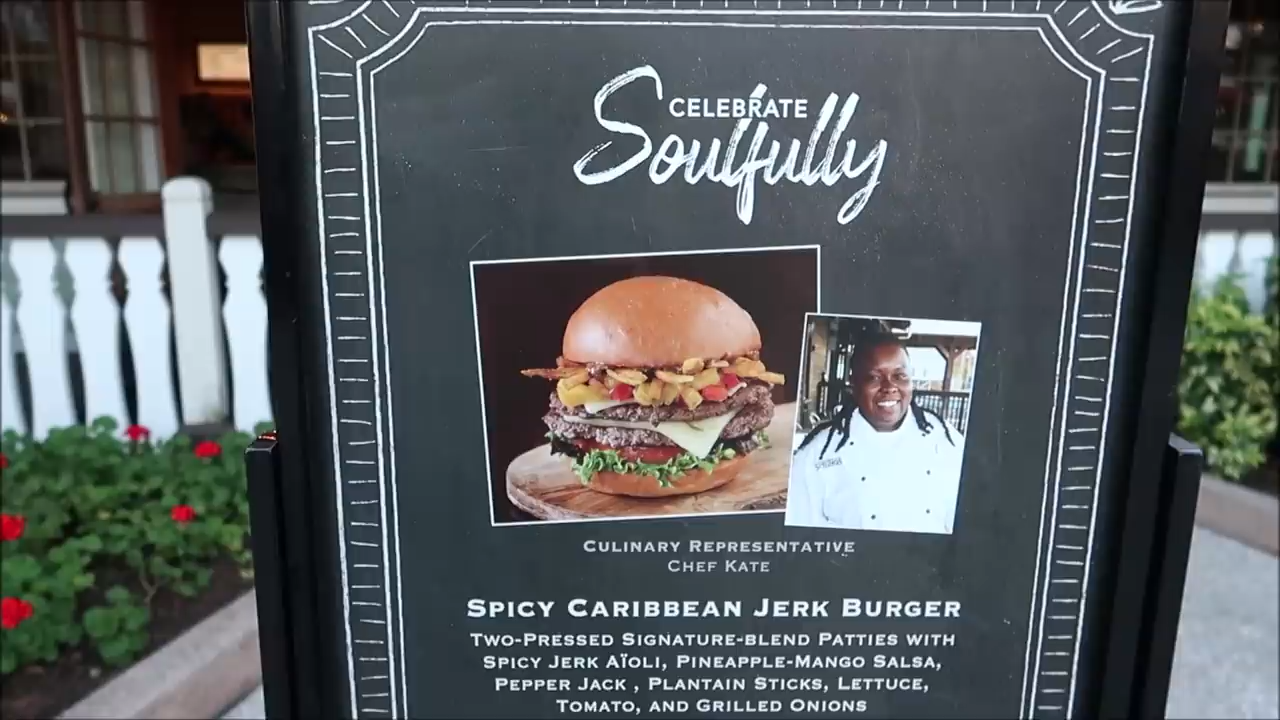 CELEBRATE
Soulfully
CULINARY REPRESENTATIVE
CHEF KATE
SPICY CARIBBEAN JERK BURGER
TWO-PRESSED SIGNATURE-BLEND PATTIES WITH
SPICY JERK AÏOLI, PINEAPPLE-MANGO SALSA,
PEPPER JACK , PLANTAIN STICKS, LETTUCE,
TOMATO, AND GRILLED ONIONS